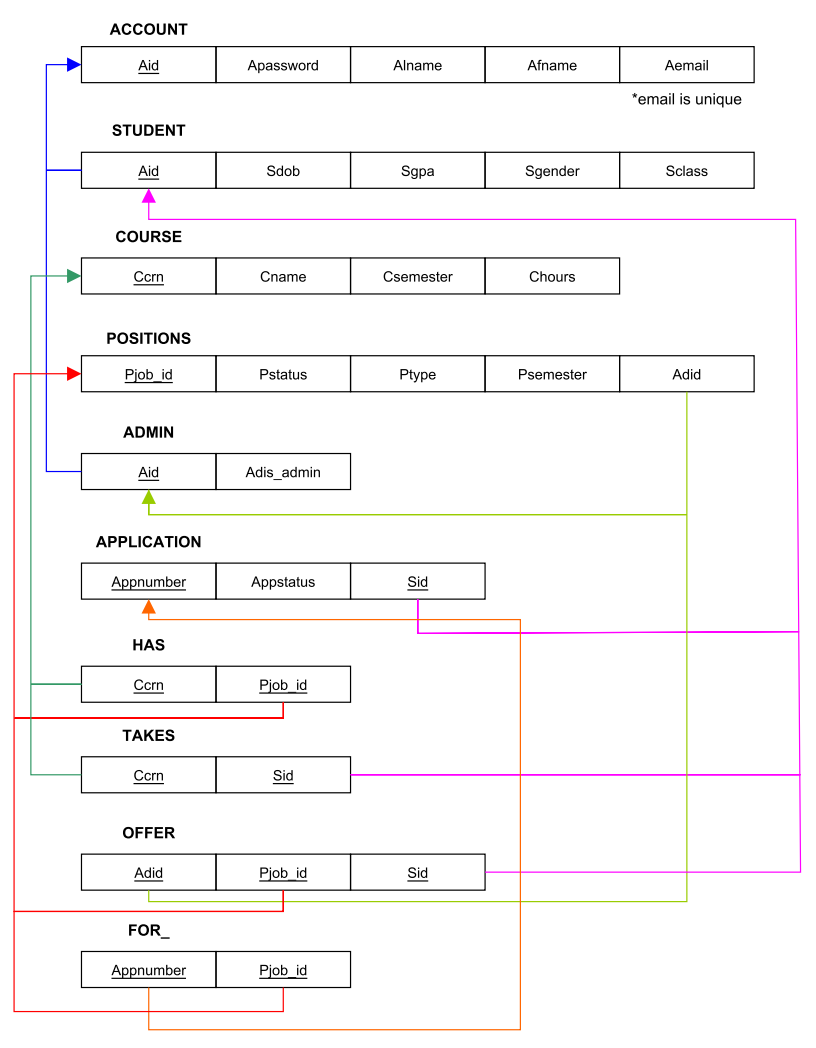 ACCOUNT
Aid Apassword Alname Afname Aemail
*email is unique
STUDENT
Aid Sdob Sgpa Sgender Sclass
COURSE
Ccrn Cname Csemester Chours
POSITIONS
Pjob_id Pstatus Ptype Psemester Adid
ADMIN
Aid Adis_admin
APPLICATION
Appnumber Appstatus Sid
HAS
Ccrn Pjob_id
TAKES
Ccrn Sid
OFFER
Adid Pjob_id Sid
FOR_
Appnumber Pjob_id